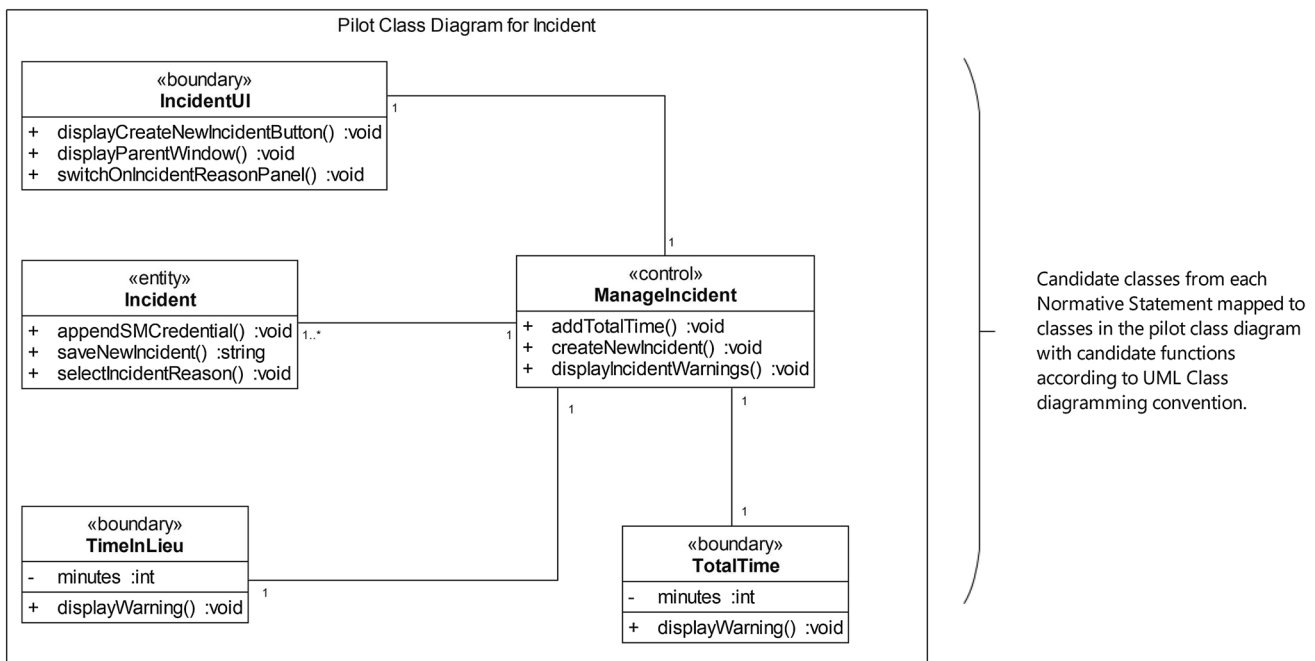 Pilot Class Diagram for Incident
«boundary»
IncidentUI
+ displayCreateNewIncidentButton() :void
+ displayParentWindow() :void
+ switchOnIncidentReasonPanel() :void
1
1
«entity»
Incident
+ appendSMCredential() :void
+ saveNewIncident() :string
+ selectIncidentReason() :void
1..*
1
«control»
ManageIncident
+ addTotalTime() :void
+ createNewIncident() :void
+ displayIncidentWarnings() :void
1
1
«boundary»
TimeInLieu
- minutes :int
+ displayWarning() :void
1
1
«boundary»
TotalTime
- minutes :int
+ displayWarning() :void
Candidate classes from each
Normative Statement mapped to
classes in the pilot class diagram
with candidate functions
according to UML Class
diagramming convention.